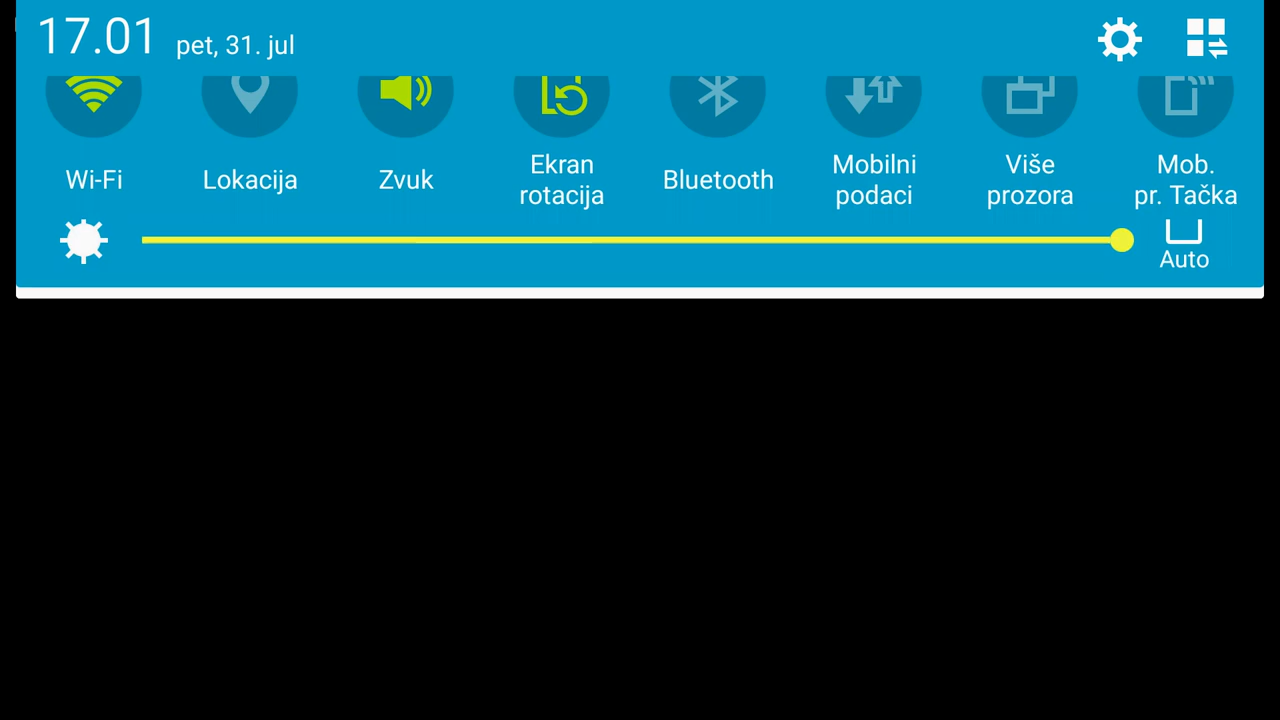 17.01 pet, 31. jul
Wi-Fi
Lokacija
Zvuk
Ekran
rotacija
Bluetooth
Mobilni
podaci
Više
prozora
Mob.
pr. Tačka
Auto